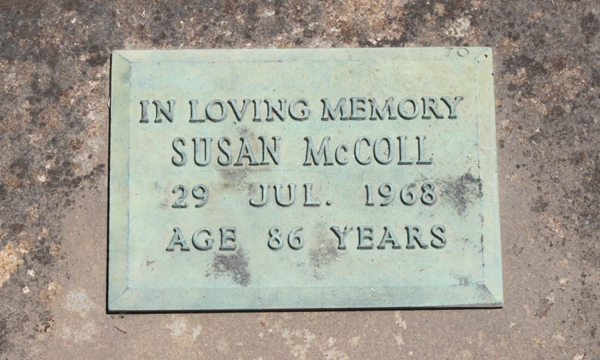 IN LOVING MEMORY
SUSAN McCOLL
29 JUL. 1968
AGE 86 YEARS